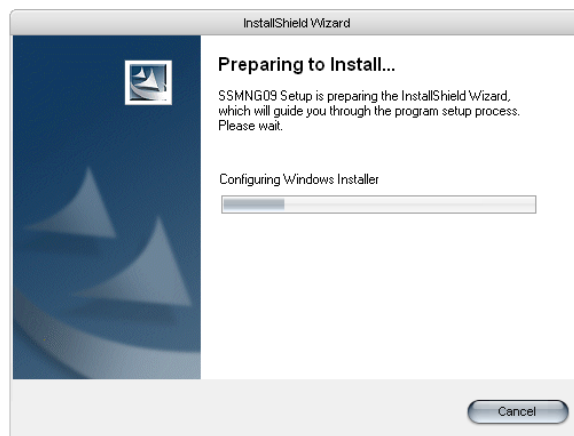 InstallShield Wizard
Preparing to Install...
SSMNG09 Setup is preparing the InstallShield Wizard,
which will guide you through the program setup process.
Please wait.
Configuring Windows Installer
Cancel